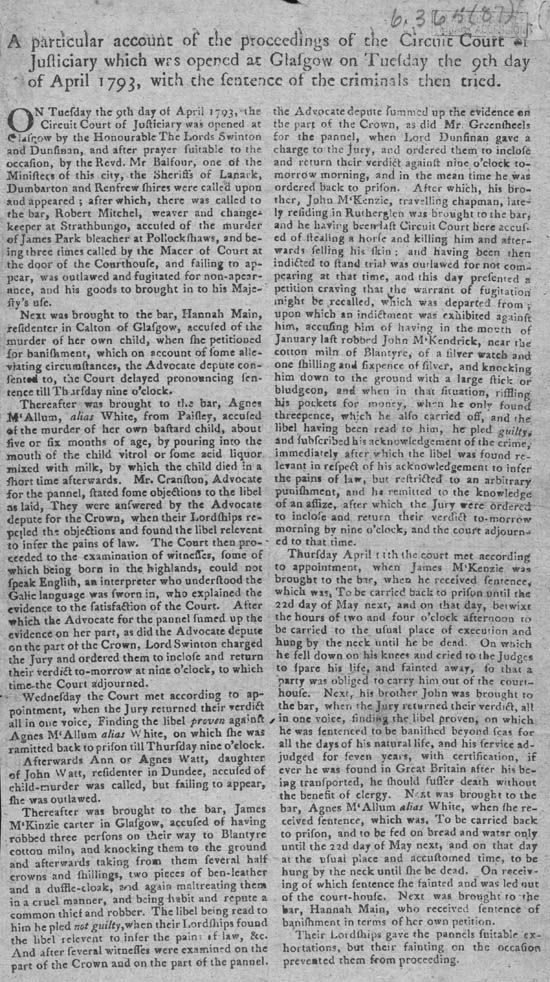 6.365(87)
A particular account of the proceedings of the Circuit Court of
Juſticiary which was opened at Glaſgow on Tueſday the 9th day
of April 1793, with the ſentence of the criminals then tried.
ON Tueſday the 9th day of April 1793, the
Circuit Court of Juſticiary was opened at
Glaſgow by the Honourable The Lords Swinton
and Dunſinan, and after prayer ſuitable to the
occaſion, by the Revd. Mr Balfour, one of the
Miniſters of this city, the Sheriffs of Lanark,
Dumbarton and Renfrew ſhires were called upon
and appeared; after which, there was called to
the bar, Robert Mitchel, weaver and change-
keeper at Strathbungo, accuſed of the murder
of James Park bleacher at Pollockſhaws, and be-
ing three times called by the Macer of Court at
the door of the Courthouſe, and failing to ap-
pear, was outlawed and fugitated for non-appear-
ance, and his goods to brought in to his Maje-
ſty's uſe.
Next was brought to the bar, Hannah Main,
reſidenter in Calton of Glaſgow, accuſed of the
murder of her own child, when ſhe petitioned
for baniſhment, which on account of ſome alle-
viating circumſtances, the Advocate depute con-
ſented to, the Court delayed pronouncing ſen-
tence till Thurſday nine o'clock.
Thereafter was brought to the bar, Agnes
M'Allum, alias White, from Paiſley, accuſed
of the murder of her own baſtard child, about
five or ſix months of age, by pouring into the
mouth of the child vitrol or ſome acid liquor
mixed with milk, by which the child died in a
ſhort time afterwards. Mr. Cranſton, Advocate
for the pannel, ſtated ſome objections to the libel
as laid, They were anſwered by the Advocate
depute for the Crown, when their Lordſhips re-
pelled the objections and found the libel relevent
to infer the pains of law. The Court then pro-
ceeded to the examination of witneſſes, ſome of
which being born in the highlands, could not
ſpeak Engliſh, an interpreter who underſtood the
Galic language was ſworn in, who explained the
evidence to the ſatisfaction of the Court. After
which the Advocate for the pannel ſumed up the
evidence on her part, as did the Advocate depute
on the part of the Crown, Lord Swinton charged
the Jury and ordered them to incloſe and return
their verdict to-morrow at nine o'clock, to which
time the Court adjourned.
Wedneſday the Court met according to ap-
pointment, when the Jury returned their verdict
all in one voice, Finding the libel proven againſt
Agnes M'Allum alias White, on which ſhe was
ramitted back to priſon till Thurſday nine o'clock.
Afterwards Ann or Agnes Watt, daughter
of John Watt, reſidenter in Dundee, accuſed of
child-murder was called, but failing to appear,
ſhe was outlawed.
Thereafter was brought to the bar, James
M'Kinzie carter in Glaſgow, accuſed of having
robbed three perſons on their way to Blantyre
cotton miln, and knocking them to the ground
and afterwards taking from them ſeveral half
crowns and ſhillings, two pieces of ben-leather
and a duffle-cloak, and again maltreating them
in a cruel manner, and being habit and repute a
common thief and robber. The libel being read to
him he pled not guilty, when their Lordſhips found
the libel relevent to infer the pains of law, &c.
And after ſeveral witneſſes were examined on the
part of the Crown and on the part of the pannel.
the Advocate depute ſummed up the evidence on
the part of the Crown, as did Mr Greenſheels
for the pannel, when Lord Dunſinan gave a
charge to the Jury, and ordered them to incloſe
and return their verdict againſt nine o'clock to-
morrow morning, and in the mean time he was
ordered back to priſon. After which, his bro-
ther, John M'Kenzie, travelling chapman, late-
ly reſiding in Rutherglen was brought to the bar,
and he having been laſt Circuit Court here accuſ-
ed of ſtealing a horſe and killing him and after-
wards ſelling his ſkin; and having been then
indicted to ſtand trial was outlawed for not com-
pearing at that time, and this day preſented a
petition craving that the warrant of fugitation
might be recalled, which was departed from;
upon which an indictment was exhibited againſt
him, accuſing him of having in the month of
January laſt robbed John M'Kendrick, near the
cotton miln of Blantyre, of a ſilver watch and
one ſhilling and ſixpence of ſilver, and knocking
him down to the ground with a large ſtick or
bludgeon, and when in that ſituation, riffling
his pockets for money, when he only found
threepence, which he alſo carried off, and the
libel having been read to him, he pled guilty,
and ſubſcribed his acknowledgement of the crime,
immediately after which the libel was found re-
levant in reſpect of his acknowledgement to infer
the pains of law, but reſtricted to an arbitrary
puniſhment, and he remitted to the knowledge
of an aſſize, after which the Jury were ordered
to incloſe and return their verdict to-morrow
morning by nine o'clock, and the court adjourn-
ed to that time.
Thurſday April 11th the court met according
to appointment, when James M'Kenzie was
brought to the bar, when he received ſentence,
which was, To be carried back to priſon until the
22d day of May next, and on that day, betwixt
the hours of two and four o'clock afternoon to
be carried to the uſual place of execution and
hung by the neck until he be dead. On which
he fell down on his knees and cried to the Judges
to ſpare his life, and fainted away, ſo that a
party was obliged to carry him out of the court-
houſe. Next, his brother John was brought to
the bar, when the Jury returned their verdict, all
in one voice, finding the libel proven, on which
he was ſentenced to be baniſhed beyond ſeas for
all the days of his natural life, and his ſervice ad-
judged for ſeven years, with certification, if
ever he was found in Great Britain after his be-
ing tranſported, he ſhould ſuffer death without
the benefit of clergy. Next was brought to the
bar, Agnes M'Allum alias White, when ſhe re-
ceived ſentence, which was, To be carried back
to priſon, and to be fed on bread and water only
until the 22d day of May next, and on that day
at the uſual place and accuſtomed time, to be
hung by the neck until ſhe be dead. On receiv-
ing of which ſentence ſhe fainted and was led out
of the court-houſe. Next was brought to the
bar, Hannah Main, who received ſentence of
baniſhment in terms of her own petition.
Their Lordſhips gave the pannels ſuitable ex-
hortations, but their fainting on the occaſion
prevented them from proceeding.